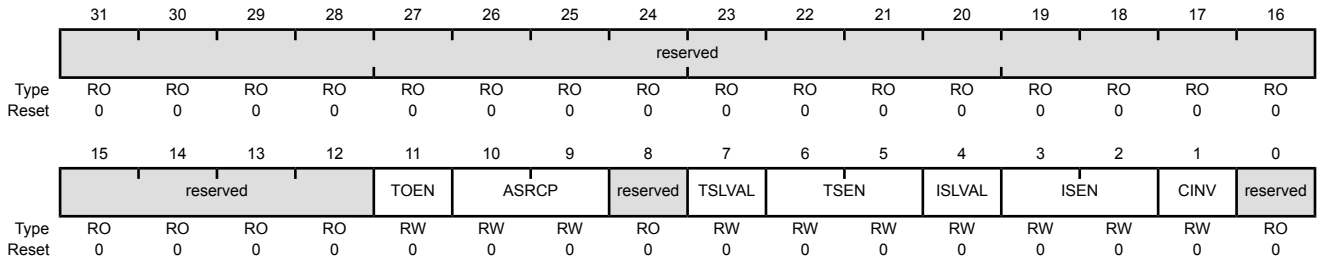 31 30 29 28 27 26 25 24 23 22 21 20 19 18 17 16
reserved
Type RO RO RO RO RO RO RO RO RO RO RO RO RO RO RO RO
Reset 0 0 0 0 0 0 0 0 0 0 0 0 0 0 0 0
15 14 13 12 11 10 9 8 7 6 5 4 3 2 1 0
reserved TOEN ASRCP reserved TSLVAL TSEN ISLVAL ISEN CINV reserved
Type RO RO RO RO RW RW RW RO RW RW RW RW RW RW RW RO
Reset 0 0 0 0 0 0 0 0 0 0 0 0 0 0 0 0